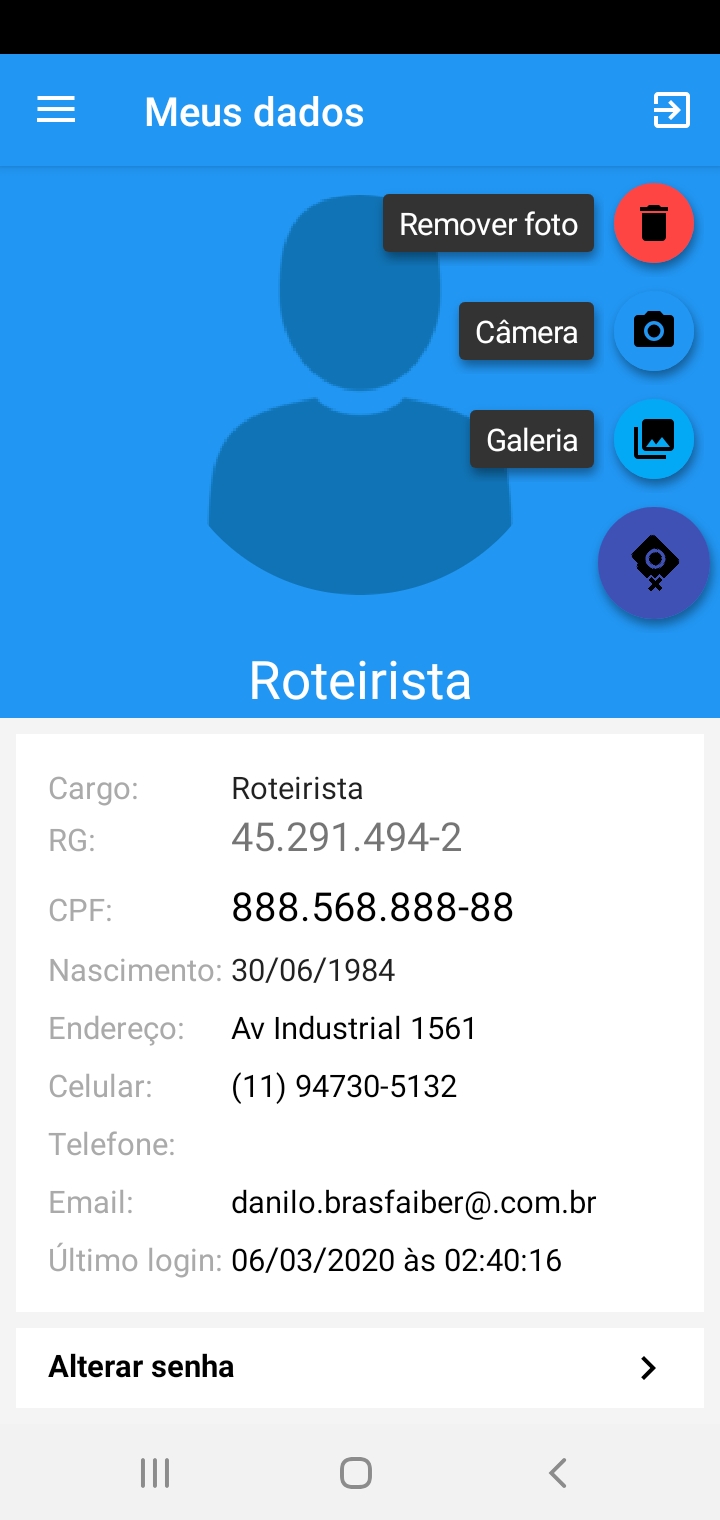 Meus dados
Remover foto
Câmera
Galeria
Roteirista
Cargo: Roteirista
RG: 45.291.494-2
CPF: 888.568.888-88
Nascimento: 30/06/1984
Endereço: Av Industrial 1561
Celular: (11) 94730-5132
Telefone:
Email: danilo.brasfaiber@.com.br
Último login: 06/03/2020 às 02:40:16
Alterar senha